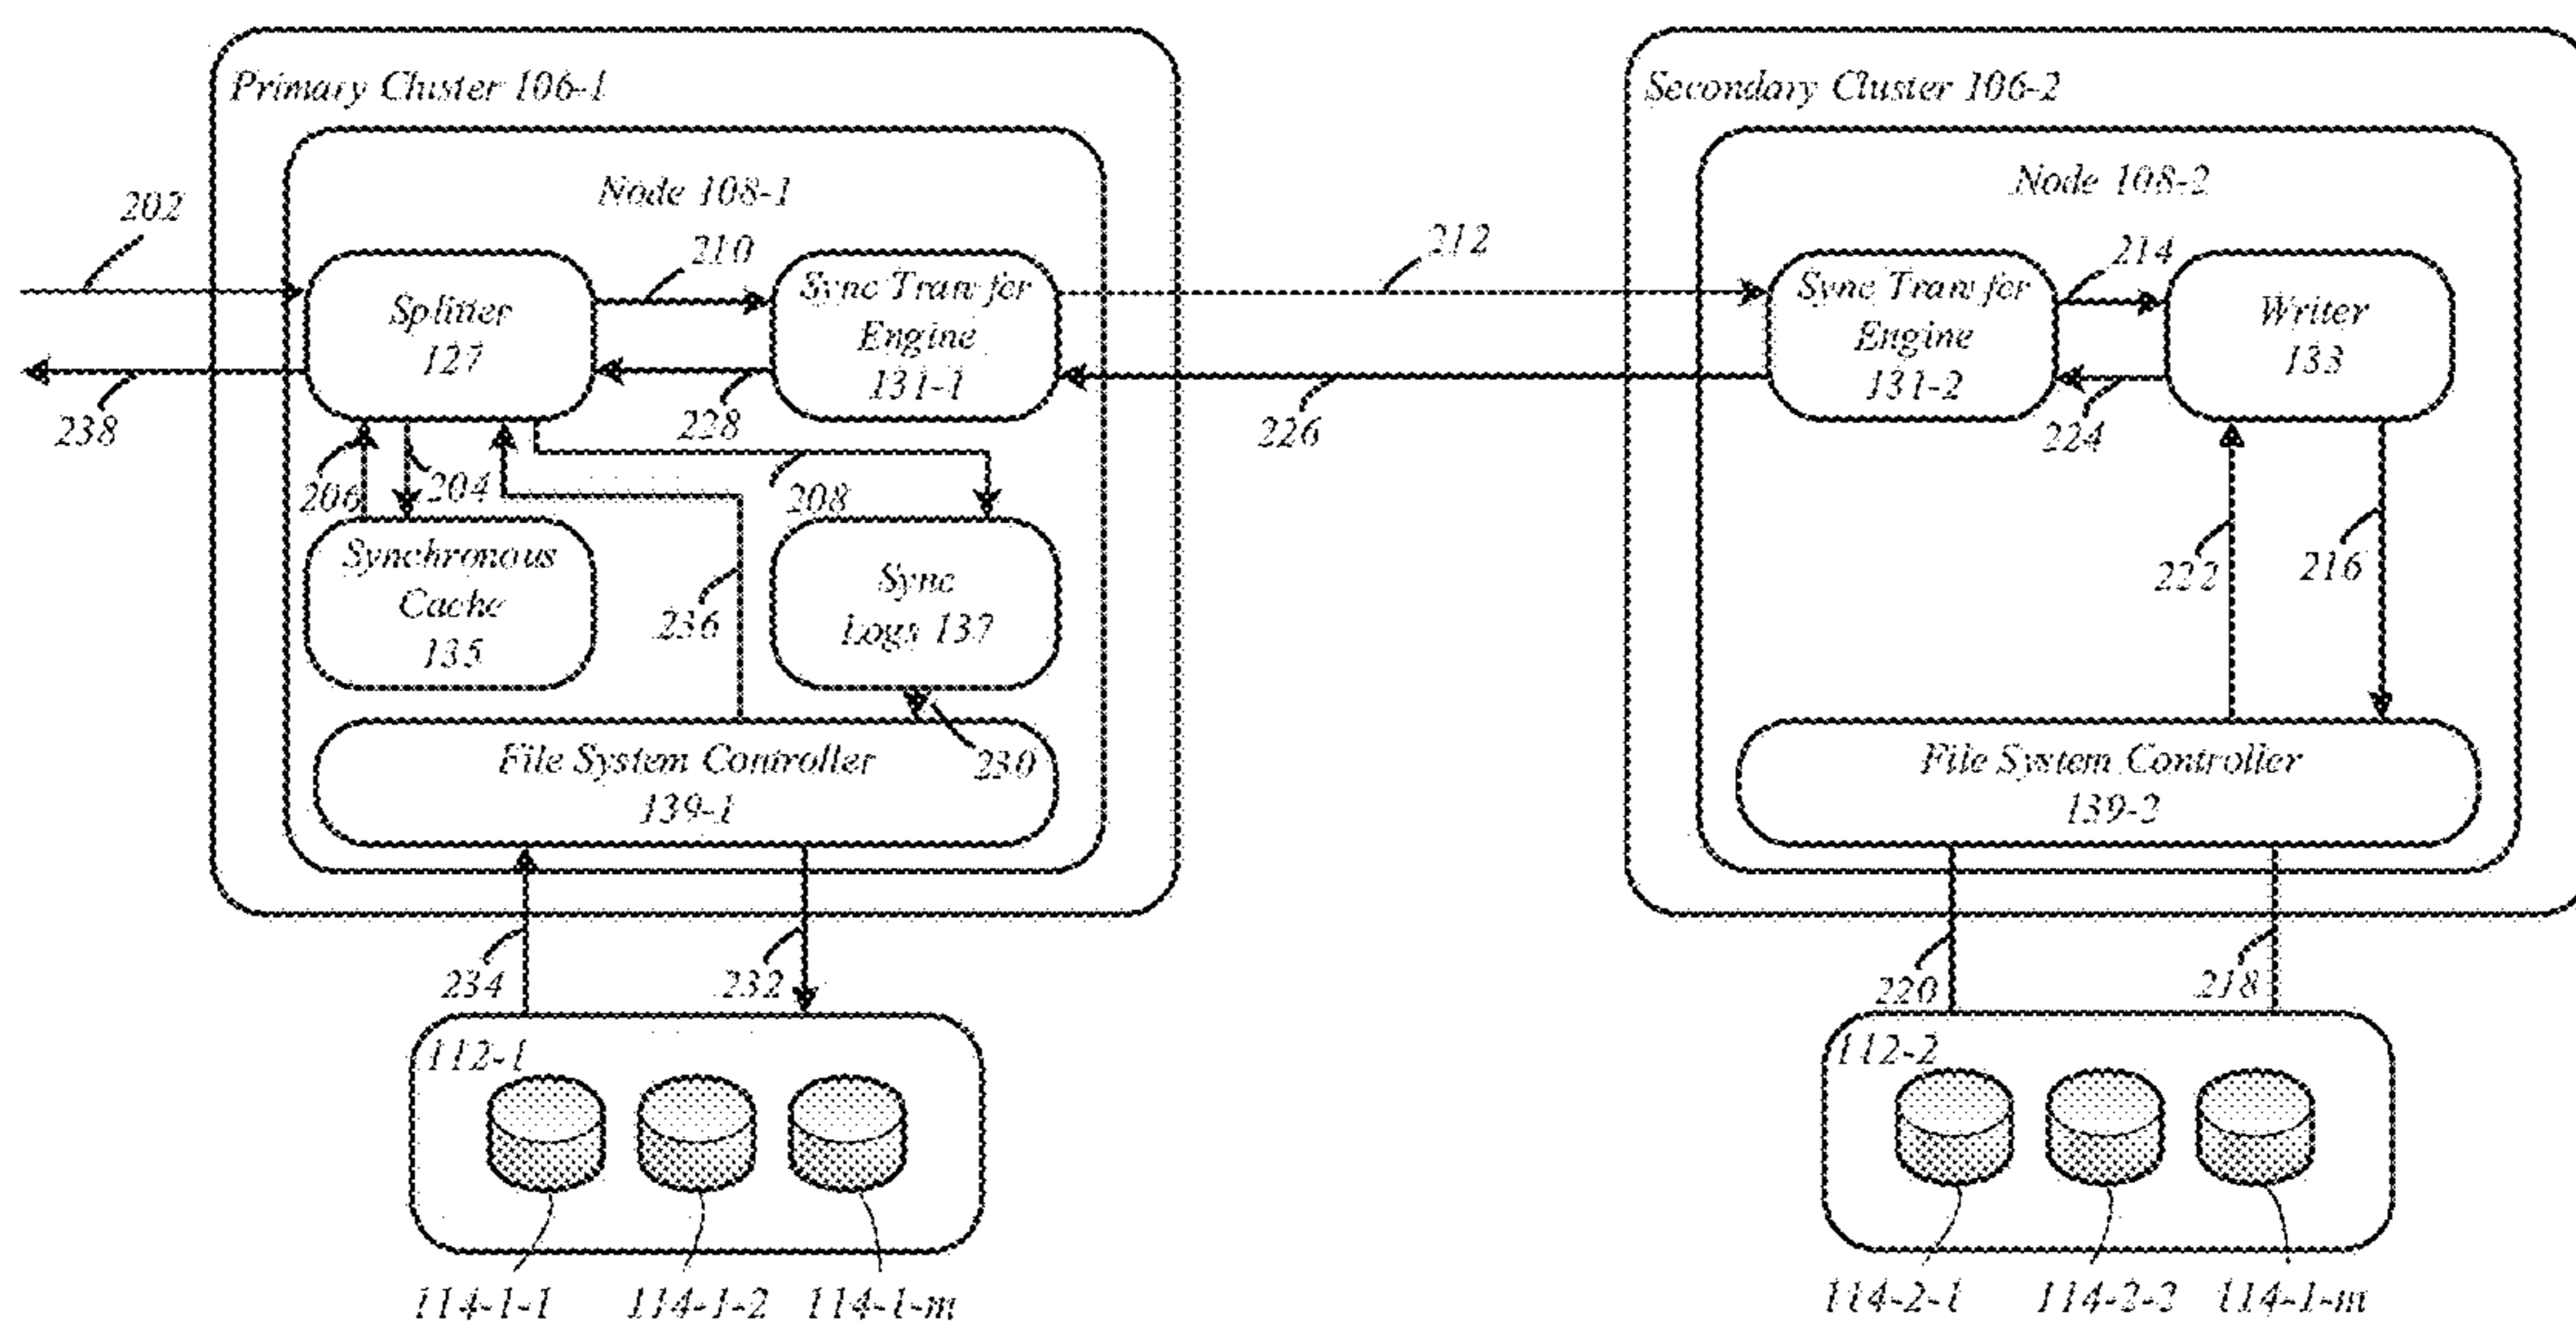 Primary Cluster 106-1
Secondary Cluster 106-2
Node 108-1
Node 108-2
202
210
212
214
Splitter
127
Sync Transfer
Engine
131-1
Sync Transfer
Engine
131-2
Writer
133
238
228
226
224
206
204
208
Synchronous
Cache
135
236
Sync
Logs 137
222
216
File System Controller
139-1
230
File System Controller
139-2
234
232
220
218
112-1
112-2
114-1-1
114-1-2
114-1-m
114-2-1
114-2-2
114-1-m